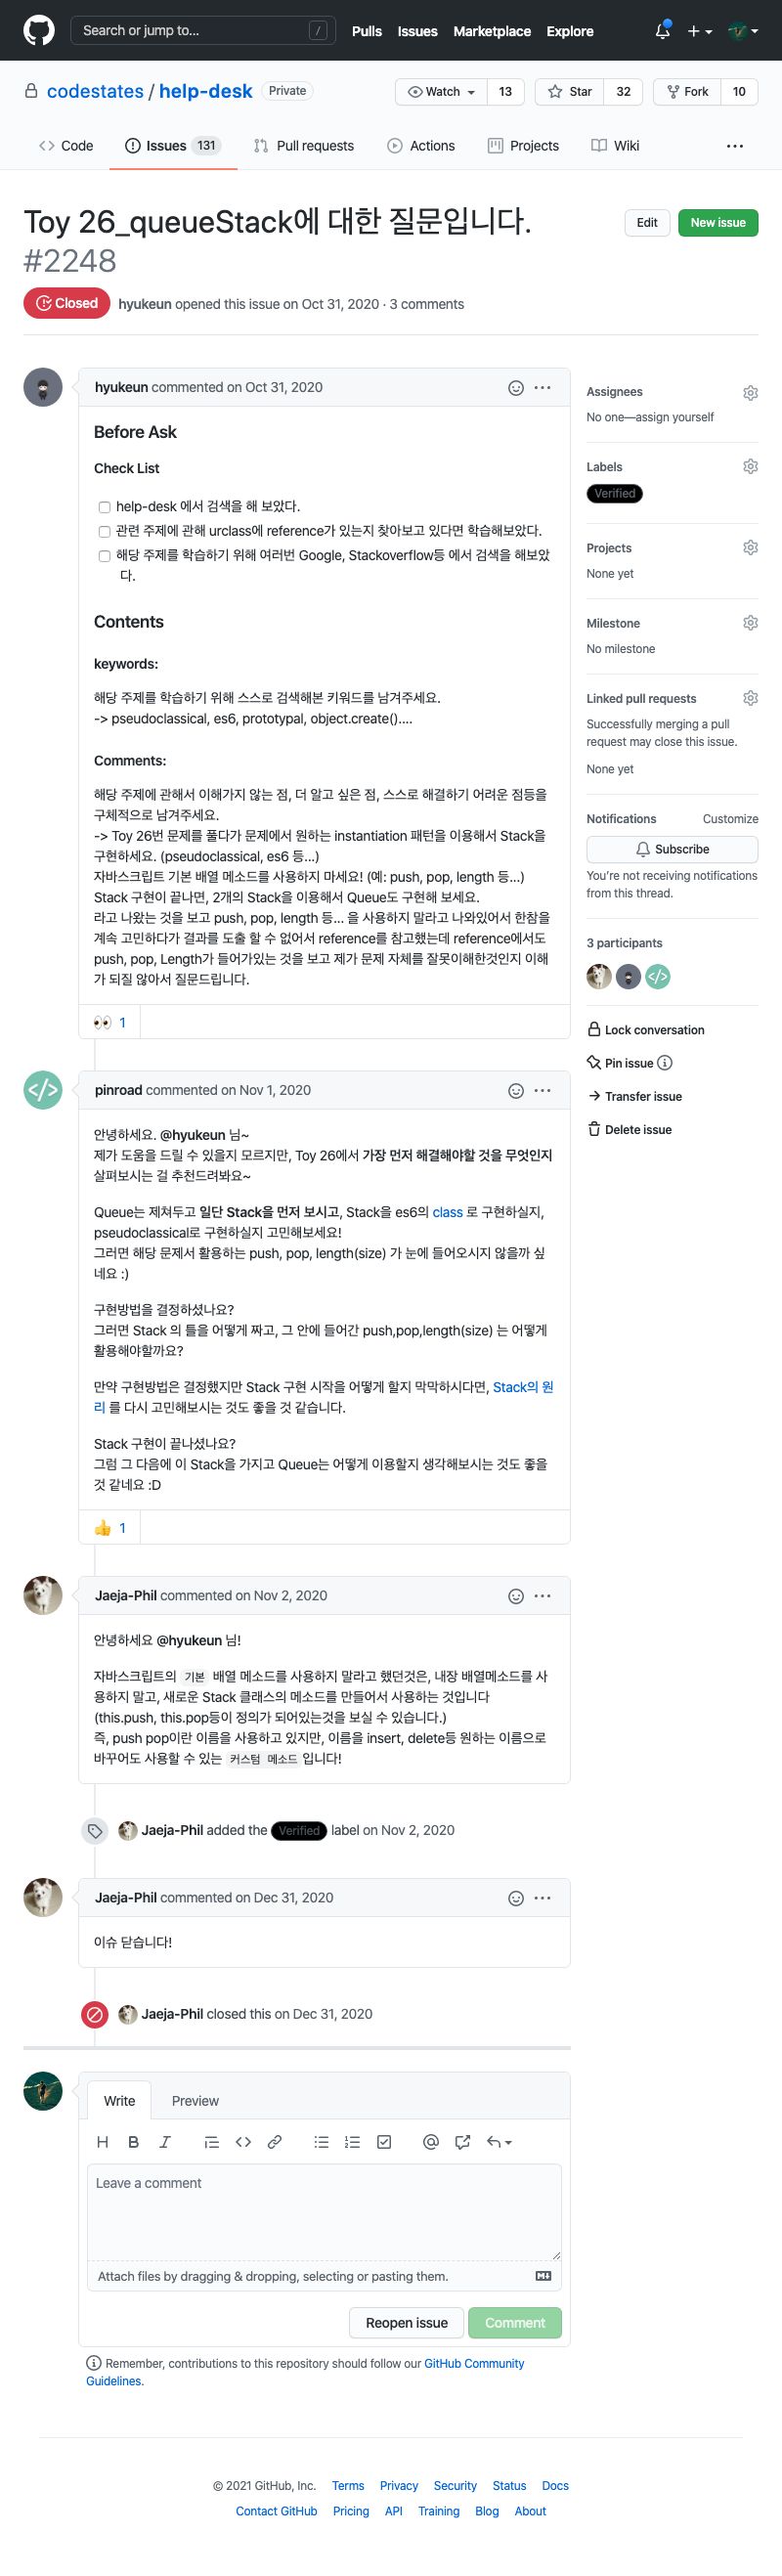 Search or jump to...
/
Pulls Issues Marketplace Explore
codestates / help-desk Private
Watch 13 Star 32 Fork 10
Code Issues 131 Pull requests Actions Projects Wiki
Toy 26_queueStack에 대한 질문입니다.
#2248
Edit New issue
Closed hyukeun opened this issue on Oct 31, 2020 · 3 comments
hyukeun commented on Oct 31, 2020
Before Ask
Check List
help-desk 에서 검색을 해 보았다.
관련 주제에 관해 urclass에 reference가 있는지 찾아보고 있다면 학습해보았다.
해당 주제를 학습하기 위해 여러번 Google, Stackoverflow등 에서 검색을 해보았
다.
Contents
keywords:
해당 주제를 학습하기 위해 스스로 검색해본 키워드를 남겨주세요.
-> pseudoclassical, es6, prototypal, object.create()....
Comments:
해당 주제에 관해서 이해가지 않는 점, 더 알고 싶은 점, 스스로 해결하기 어려운 점등을
구체적으로 남겨주세요.
-> Toy 26번 문제를 풀다가 문제에서 원하는 instantiation 패턴을 이용해서 Stack을
구현하세요. (pseudoclassical, es6 등...)
자바스크립트 기본 배열 메소드를 사용하지 마세요! (예: push, pop, length 등...)
Stack 구현이 끝나면, 2개의 Stack을 이용해서 Queue도 구현해 보세요.
라고 나왔는 것을 보고 push, pop, length 등... 을 사용하지 말라고 나와있어서 한참을
계속 고민하다가 결과를 도출 할 수 없어서 reference를 참고했는데 reference에서도
push, pop, Length가 들어가있는 것을 보고 제가 문제 자체를 잘못이해한것인지 이해
가 되질 않아서 질문드립니다.
👀 1
pinroad commented on Nov 1, 2020
안녕하세요. @hyukeun 님~
제가 도움을 드릴 수 있을지 모르지만, Toy 26에서 가장 먼저 해결해야할 것을 무엇인지
살펴보시는 걸 추천드려봐요~
Queue는 제쳐두고 일단 Stack을 먼저 보시고, Stack을 es6의 class 로 구현하실지,
pseudoclassical로 구현하실지 고민해보세요!
그러면 해당 문제서 활용하는 push, pop, length(size) 가 눈에 들어오시지 않을까 싶
네요 :)
구현방법을 결정하셨나요?
그러면 Stack 의 틀을 어떻게 짜고, 그 안에 들어간 push,pop,length(size) 는 어떻게
활용해야할까요?
만약 구현방법은 결정했지만 Stack 구현 시작을 어떻게 할지 막막하시다면, Stack의 원
리 를 다시 고민해보시는 것도 좋을 것 같습니다.
Stack 구현이 끝나셨나요?
그럼 그 다음에 이 Stack을 가지고 Queue는 어떻게 이용할지 생각해보시는 것도 좋을
것 같네요 :D
👍 1
Jaeja-Phil commented on Nov 2, 2020
안녕하세요 @hyukeun 님!
자바스크립트의 기본 배열 메소드를 사용하지 말라고 했던것은, 내장 배열메소드를 사
용하지 말고, 새로운 Stack 클래스의 메소드를 만들어서 사용하는 것입니다
(this.push, this.pop등이 정의가 되어있는것을 보실 수 있습니다.)
즉, push pop이란 이름을 사용하고 있지만, 이름을 insert, delete등 원하는 이름으로
바꾸어도 사용할 수 있는 커스텀 메소드 입니다!
Jaeja-Phil added the Verified label on Nov 2, 2020
Jaeja-Phil commented on Dec 31, 2020
이슈 닫습니다!
Jaeja-Phil closed this on Dec 31, 2020
Write Preview
Leave a comment
Attach files by dragging & dropping, selecting or pasting them.
Reopen issue Comment
Remember, contributions to this repository should follow our GitHub Community
Guidelines.
Assignees
No one—assign yourself
Labels
Verified
Projects
None yet
Milestone
No milestone
Linked pull requests
Successfully merging a pull
request may close this issue.
None yet
Notifications Customize
Subscribe
You're not receiving notifications
from this thread.
3 participants
Lock conversation
Pin issue
Transfer issue
Delete issue
© 2021 GitHub, Inc. Terms Privacy Security Status Docs
Contact GitHub Pricing API Training Blog About